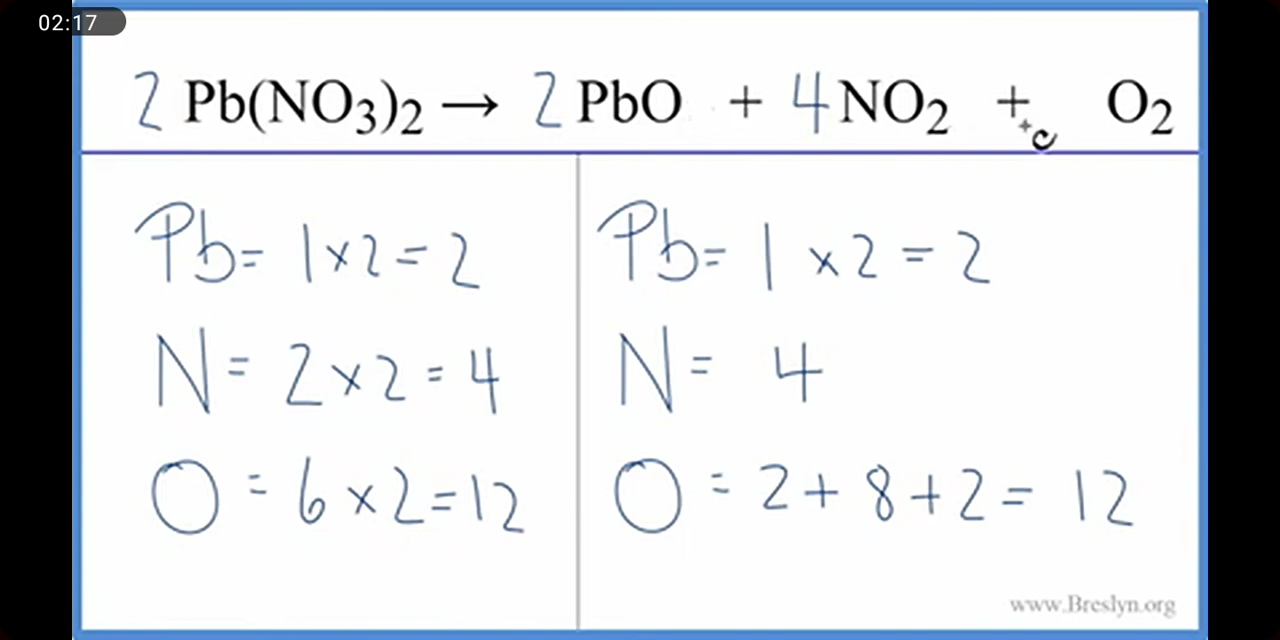 02:17
2 Pb(NO3)2 → 2 PbO + 4 NO2 + O2
Pb = 1 x 2 = 2
N = 2 x 2 = 4
O = 6 x 2 = 12
Pb = 1 x 2 = 2
N = 4
O = 2 + 8 + 2 = 12
www.Breslyn.org